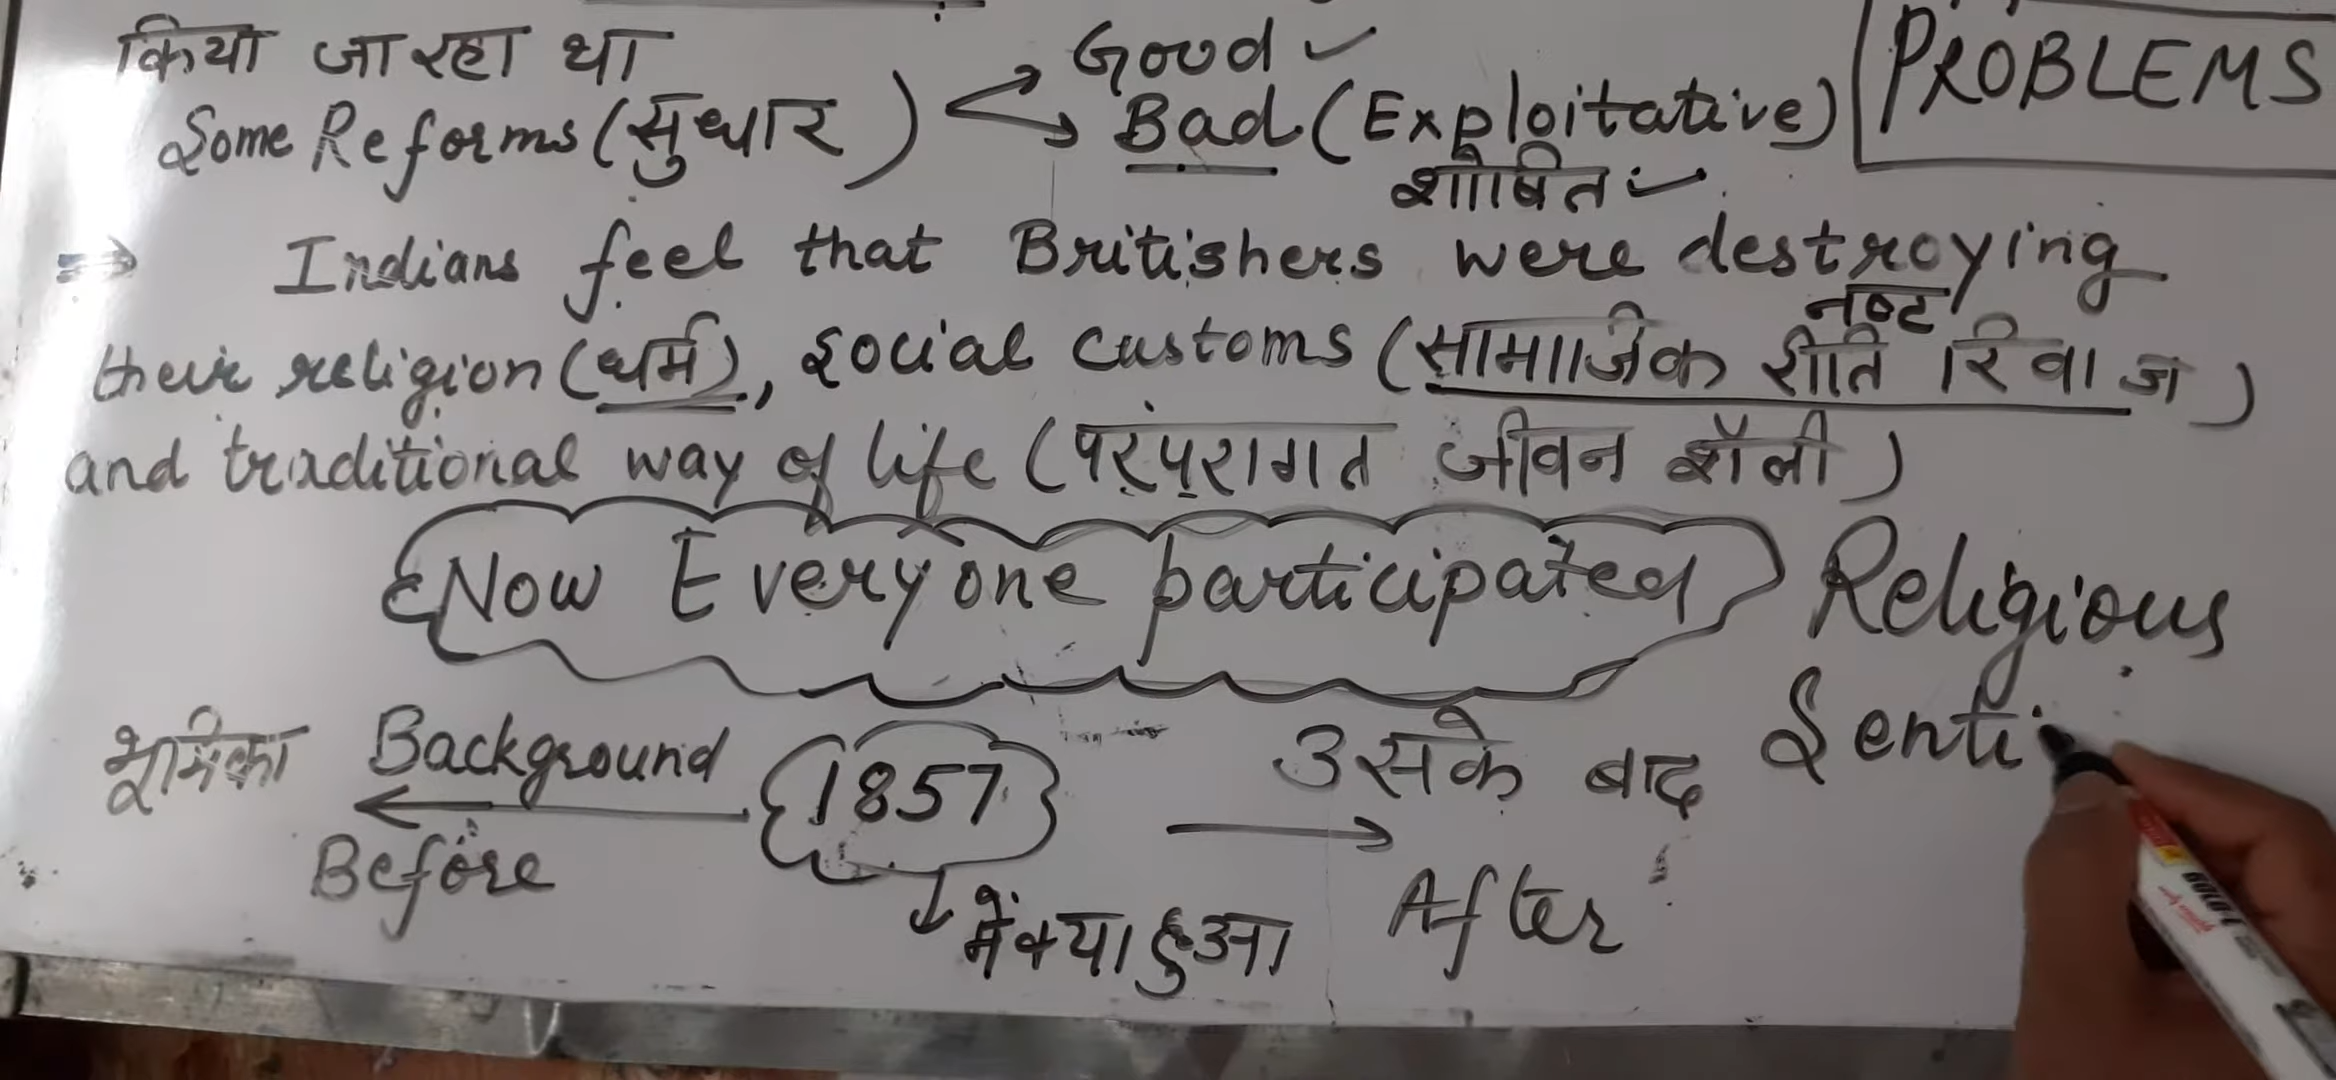 किया जा रहा था
Good
PROBLEMS
Some Reforms (सुधार)
Bad (Exploitative)
शोषित
⇒ Indians feel that Britishers were destroying
नष्ट
their religion (धर्म), social customs (सामाजिक रीति रिवाज)
and traditional way of life (परंपरागत जीवन शैली)
Now Everyone participated
Religious
Senti
भूमिका Background
1857
उसके बाद
Before
After
में क्या हुआ